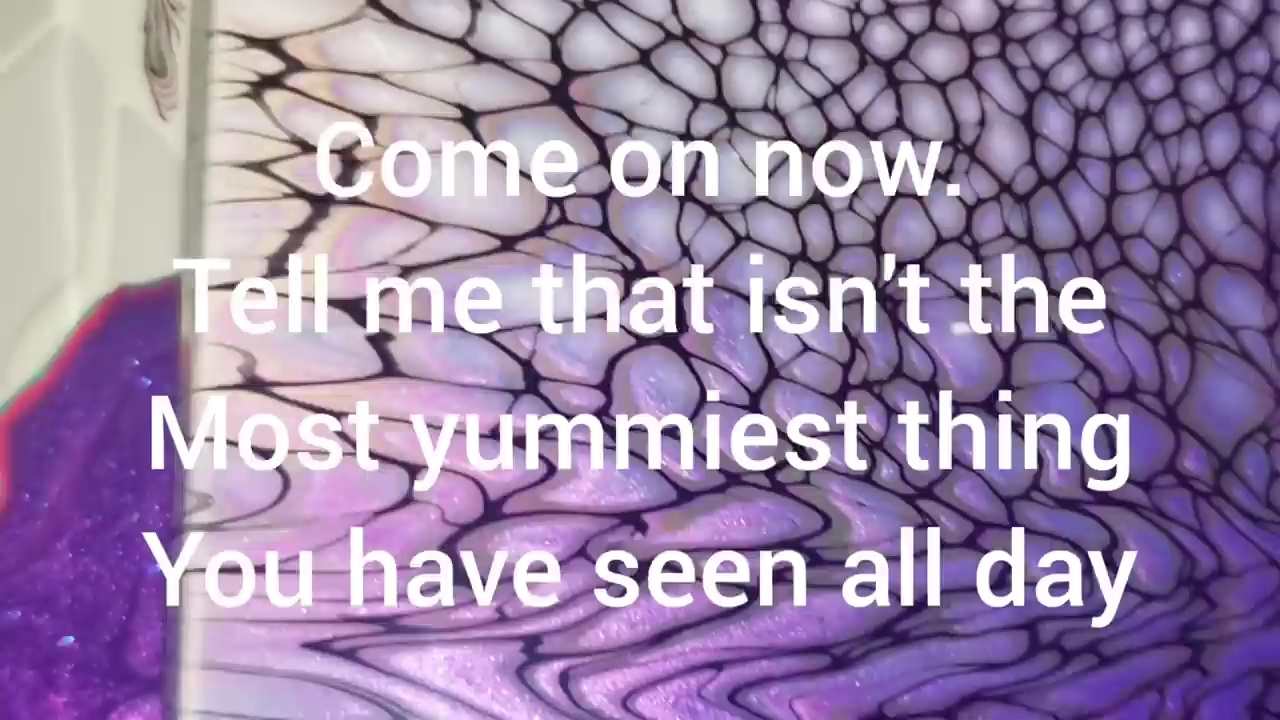 Come on now.
Tell me that isn't the
Most yummiest thing
You have seen all day